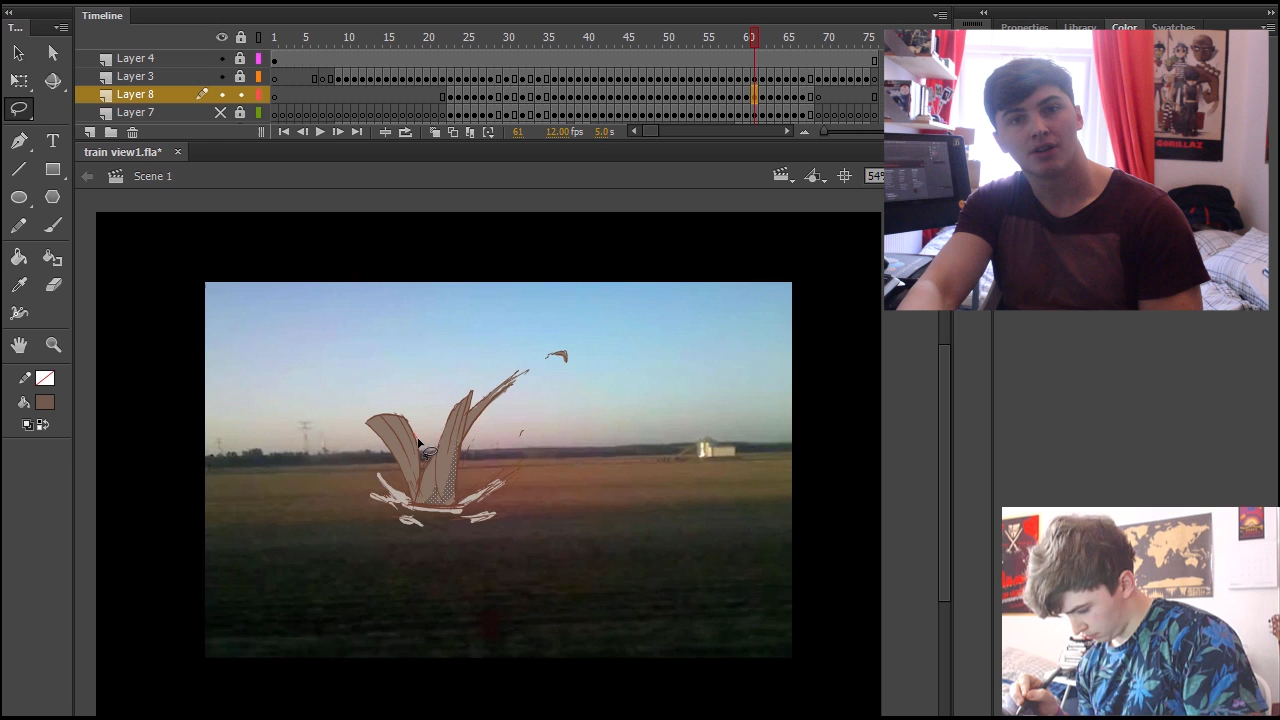 T...
Timeline
Properties
Library
Color
Swatches
1 5 10 15 20 25 30 35 40 45 50 55 60 65 70 75
Layer 4
Layer 3
Layer 8
Layer 7
61 12.00 fps 5.0 s
train view1.fla*
Scene 1
54%
T
GORILLAZ